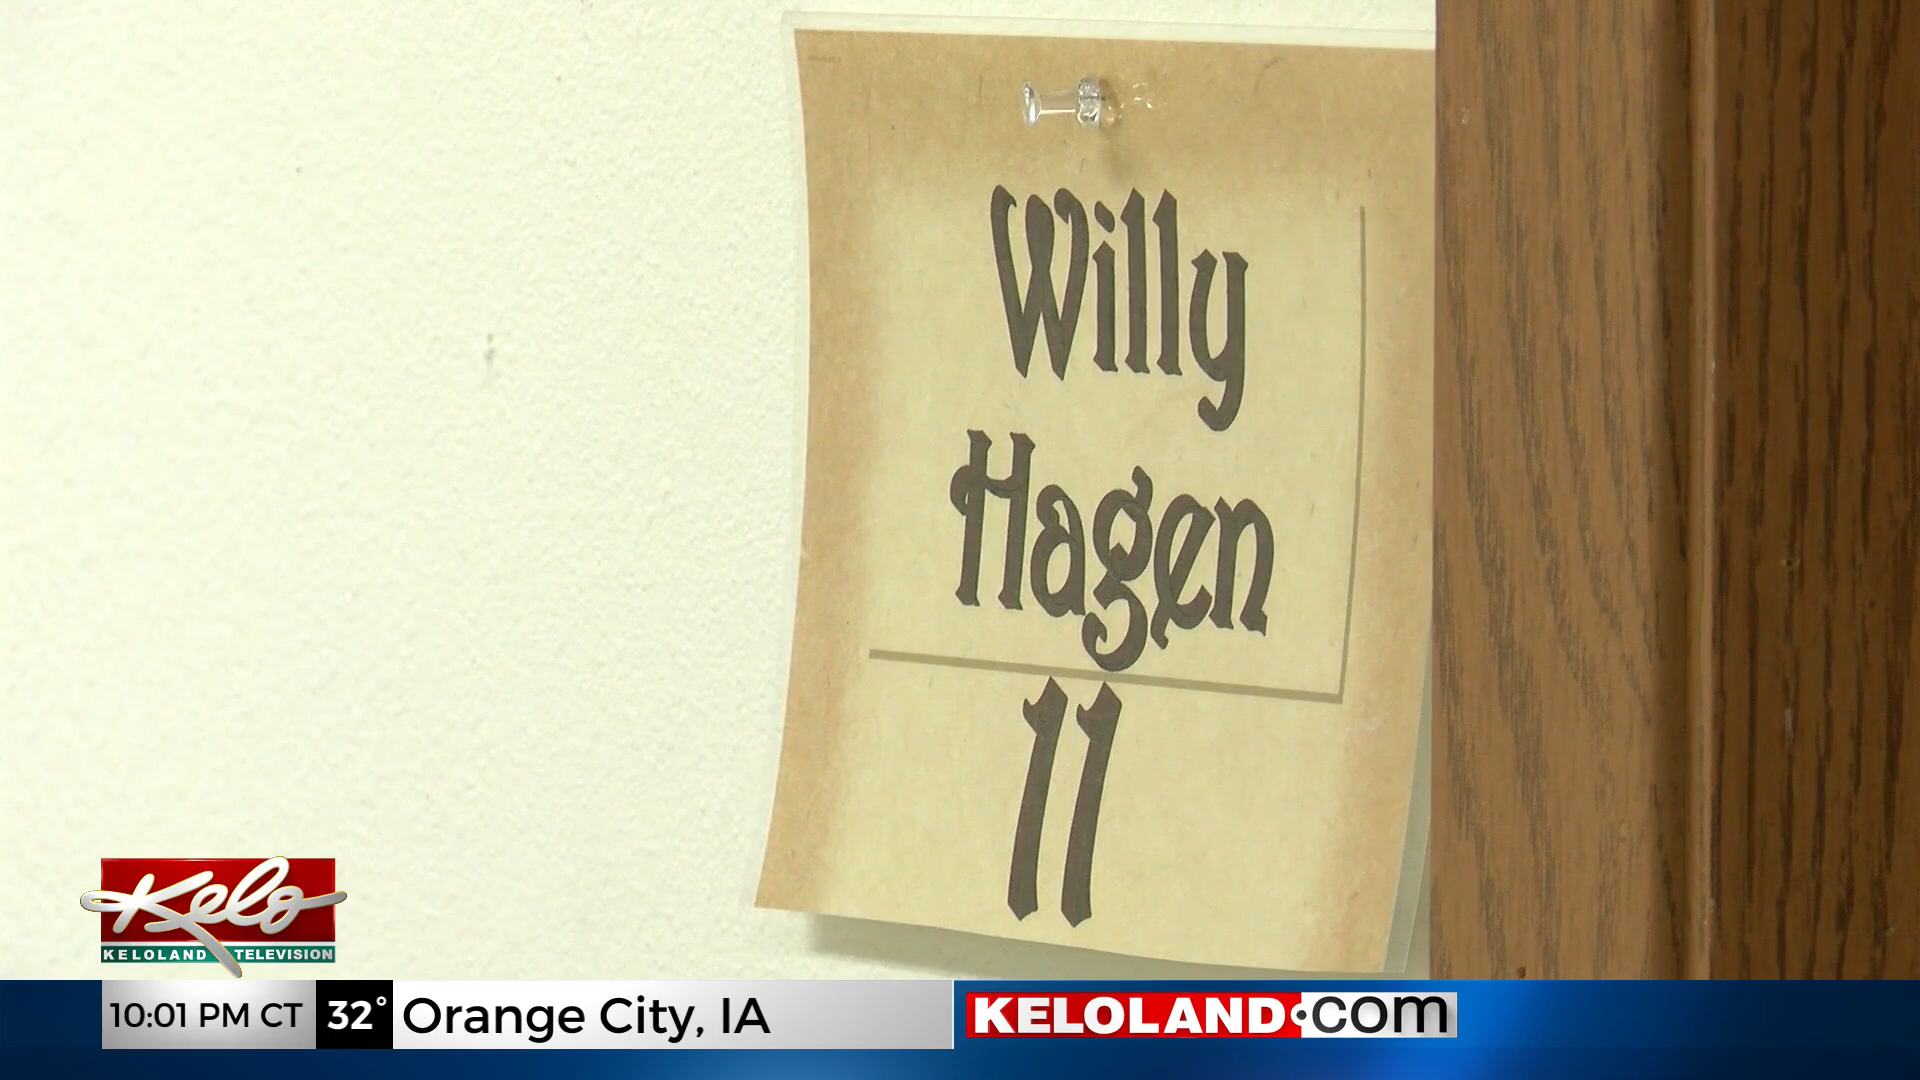 Willy
Hagen
11
Kelo
KELOLAND TELEVISION
10:01 PM CT 32° Orange City, IA KELOLAND.COM